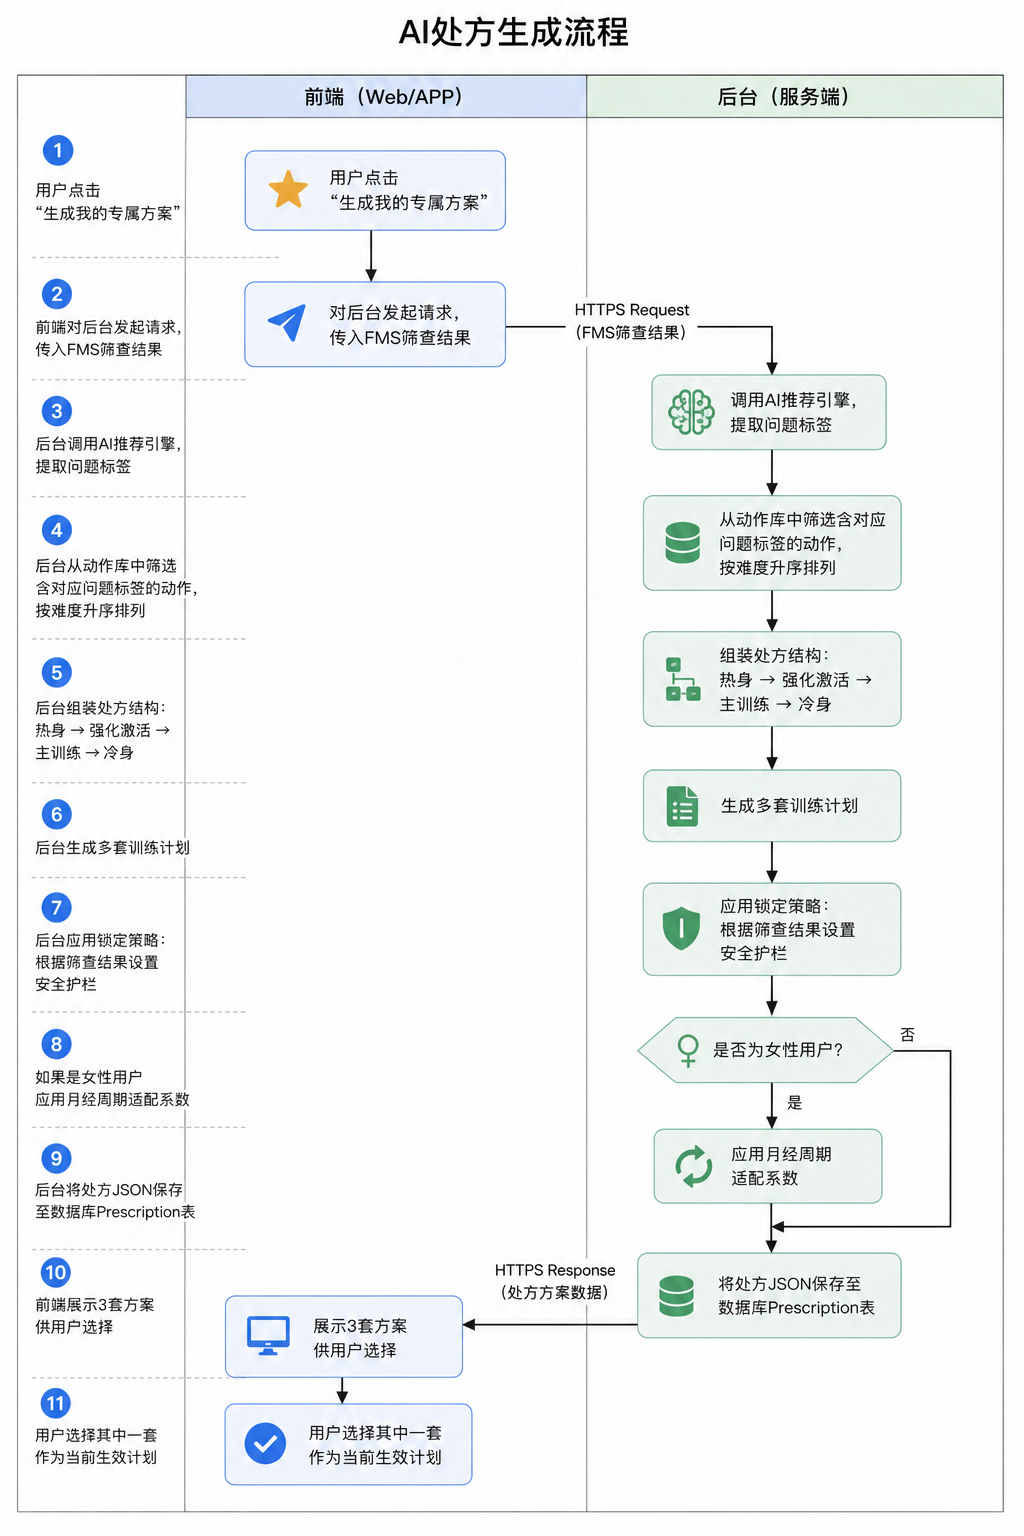 AI处方生成流程
前端（Web/APP）
后台（服务端）
1
用户点击
“生成我的专属方案”
用户点击
“生成我的专属方案”
2
前端对后台发起请求，
传入FMS筛查结果
对后台发起请求，
传入FMS筛查结果
HTTPS Request
（FMS筛查结果）
3
后台调用AI推荐引擎，
提取问题标签
调用AI推荐引擎，
提取问题标签
4
后台从动作库中筛选
含对应问题标签的动作，
按难度升序排列
从动作库中筛选含对应
问题标签的动作，
按难度升序排列
5
后台组装处方结构：
热身 → 强化激活 →
主训练 → 冷身
组装处方结构：
热身 → 强化激活 →
主训练 → 冷身
6
后台生成多套训练计划
生成多套训练计划
7
后台应用锁定策略：
根据筛查结果设置
安全护栏
应用锁定策略：
根据筛查结果设置
安全护栏
8
如果是女性用户
应用月经周期适配系数
是否为女性用户？
否
是
应用月经周期
适配系数
9
后台将处方JSON保存
至数据库Prescription表
将处方JSON保存至
数据库Prescription表
HTTPS Response
（处方方案数据）
10
前端展示3套方案
供用户选择
展示3套方案
供用户选择
11
用户选择其中一套
作为当前生效计划
用户选择其中一套
作为当前生效计划